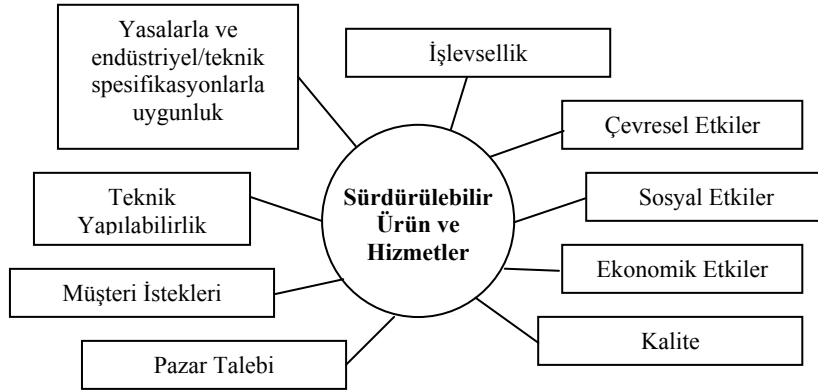 Yasalarla ve
endüstriyel/teknik
spesifikasyonlarla
uygunluk
İşlevsellik
Çevresel Etkiler
Teknik
Yapılabilirlik
Sürdürülebilir
Ürün ve
Hizmetler
Sosyal Etkiler
Müşteri İstekleri
Ekonomik Etkiler
Pazar Talebi
Kalite